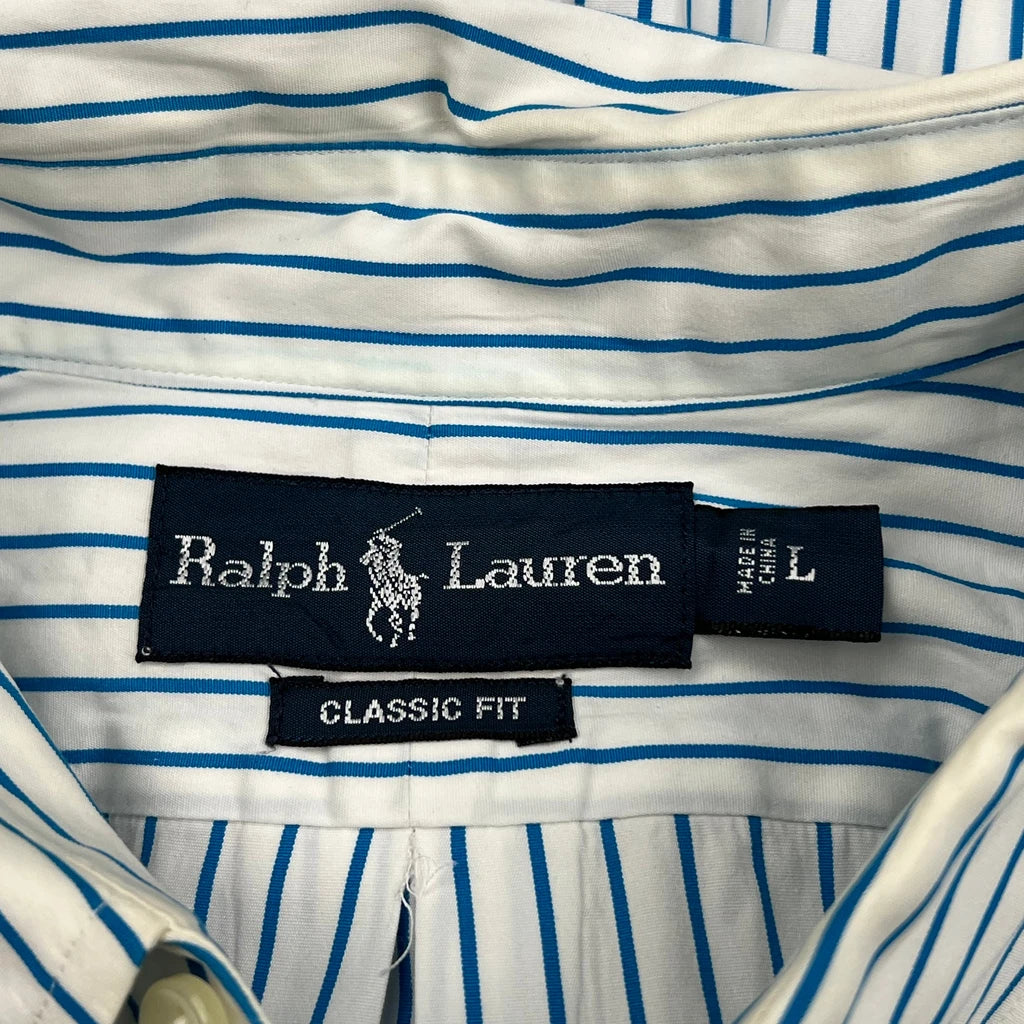 Ralph Lauren
MADE IN
CHINA
L
CLASSIC FIT